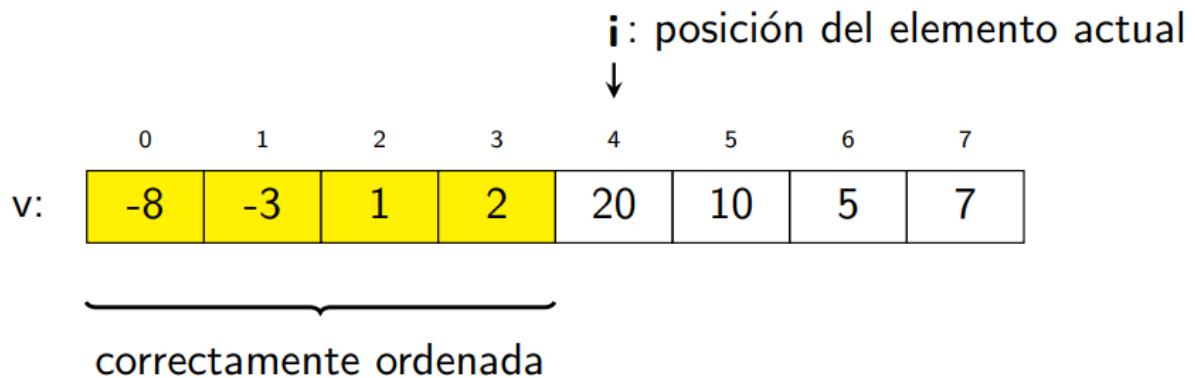 i: posición del elemento actual
0 1 2 3 4 5 6 7
v: -8 -3 1 2 20 10 5 7
correctamente ordenada